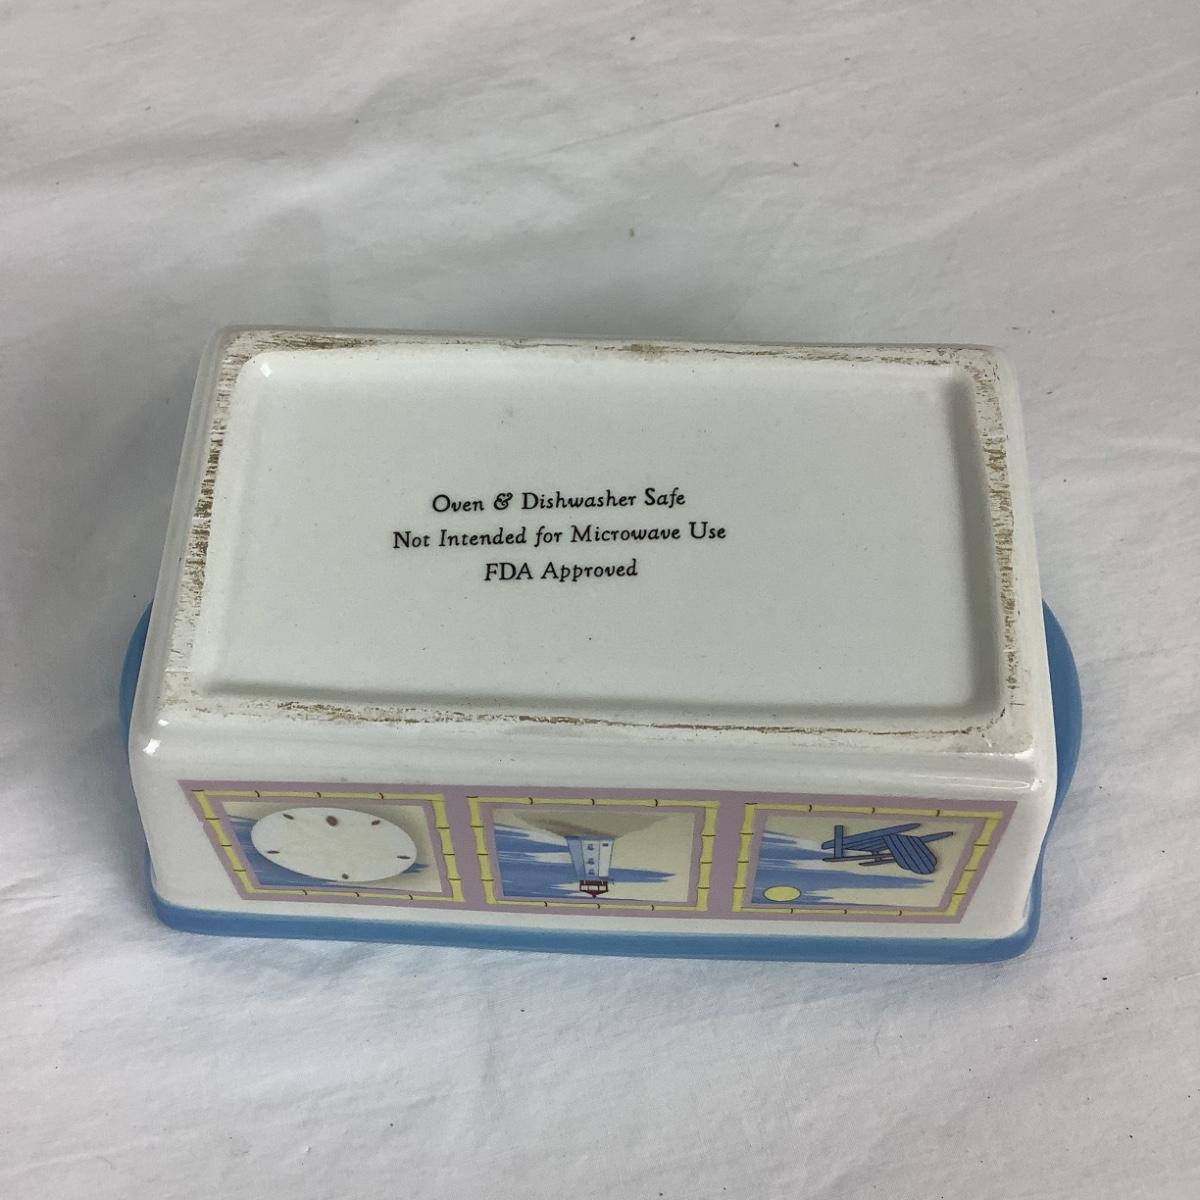 Oven & Dishwasher Safe
Not Intended for Microwave Use
FDA Approved